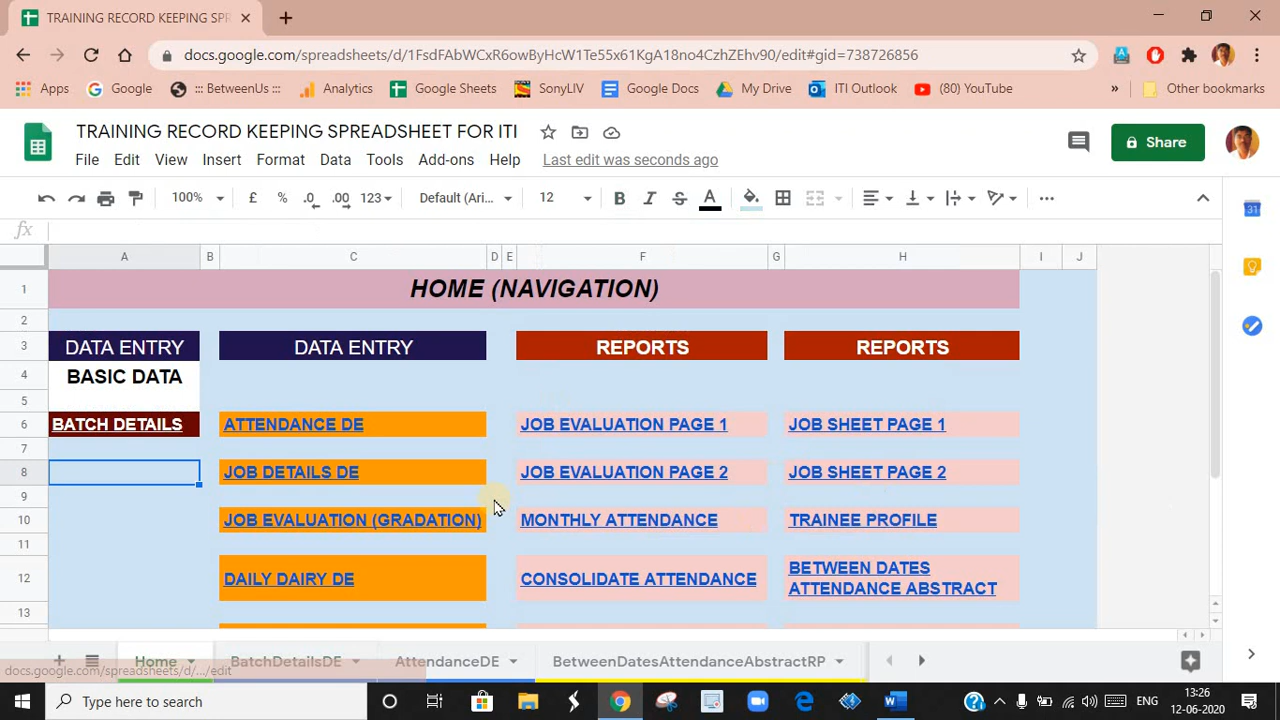 TRAINING RECORD KEEPING SPR
docs.google.com/spreadsheets/d/1FsdFAbWCxR6owByHcW1Te55x61KgA18no4CzhZEhv90/edit#gid=738726856
Apps Google ::: BetweenUs ::: Analytics Google Sheets SonyLIV Google Docs My Drive ITI Outlook (80) YouTube » Other bookmarks
TRAINING RECORD KEEPING SPREADSHEET FOR ITI
Share
File Edit View Insert Format Data Tools Add-ons Help Last edit was seconds ago
100% £ % .0 .00 123 Default (Ari... 12 B I S A
fx
A B C D E F G H I J
1 HOME (NAVIGATION)
2
3 DATA ENTRY DATA ENTRY REPORTS REPORTS
4 BASIC DATA
5
6 BATCH DETAILS ATTENDANCE DE JOB EVALUATION PAGE 1 JOB SHEET PAGE 1
7
8 JOB DETAILS DE JOB EVALUATION PAGE 2 JOB SHEET PAGE 2
9
10 JOB EVALUATION (GRADATION) MONTHLY ATTENDANCE TRAINEE PROFILE
11
12 DAILY DAIRY DE CONSOLIDATE ATTENDANCE BETWEEN DATES
ATTENDANCE ABSTRACT
13
Home BatchDetailsDE AttendanceDE BetweenDatesAttendanceAbstractRP
docs.google.com/spreadsheets/d/.../edit
31
Type here to search
ENG
13:26
12-06-2020